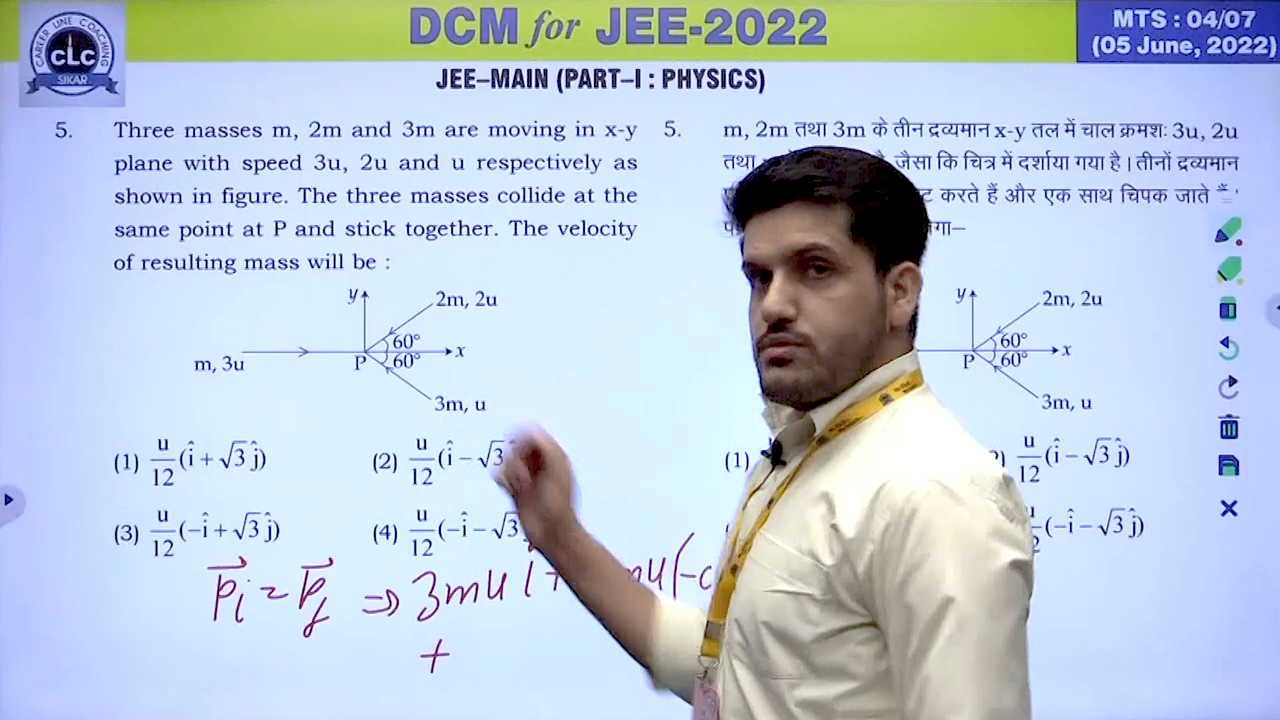 CAREER LINE COACHING
CLC
SIKAR
DCM for JEE-2022
MTS : 04/07
(05 June, 2022)
JEE–MAIN (PART–I : PHYSICS)
5. Three masses m, 2m and 3m are moving in x-y
plane with speed 3u, 2u and u respectively as
shown in figure. The three masses collide at the
same point at P and stick together. The velocity
of resulting mass will be :
y
2m, 2u
60°
x
P
60°
m, 3u
3m, u
(1) u/12 (î + √3 ĵ)
(2) u/12 (î – √3
(3) u/12 (–î + √3 ĵ)
(4) u/12 (–î – √3
5. m, 2m तथा 3m के तीन द्रव्यमान x-y तल में चाल क्रमशः 3u, 2u
तथा जैसा कि चित्र में दर्शाया गया है। तीनों द्रव्यमान
करते हैं और एक साथ चिपक जाते
y
2m, 2u
60°
x
P
60°
3m, u
(1)
u/12 (î – √3 ĵ)
(–î – √3 ĵ)
p⃗i = p⃗f ⇒ 3mu î + mu(-c
+